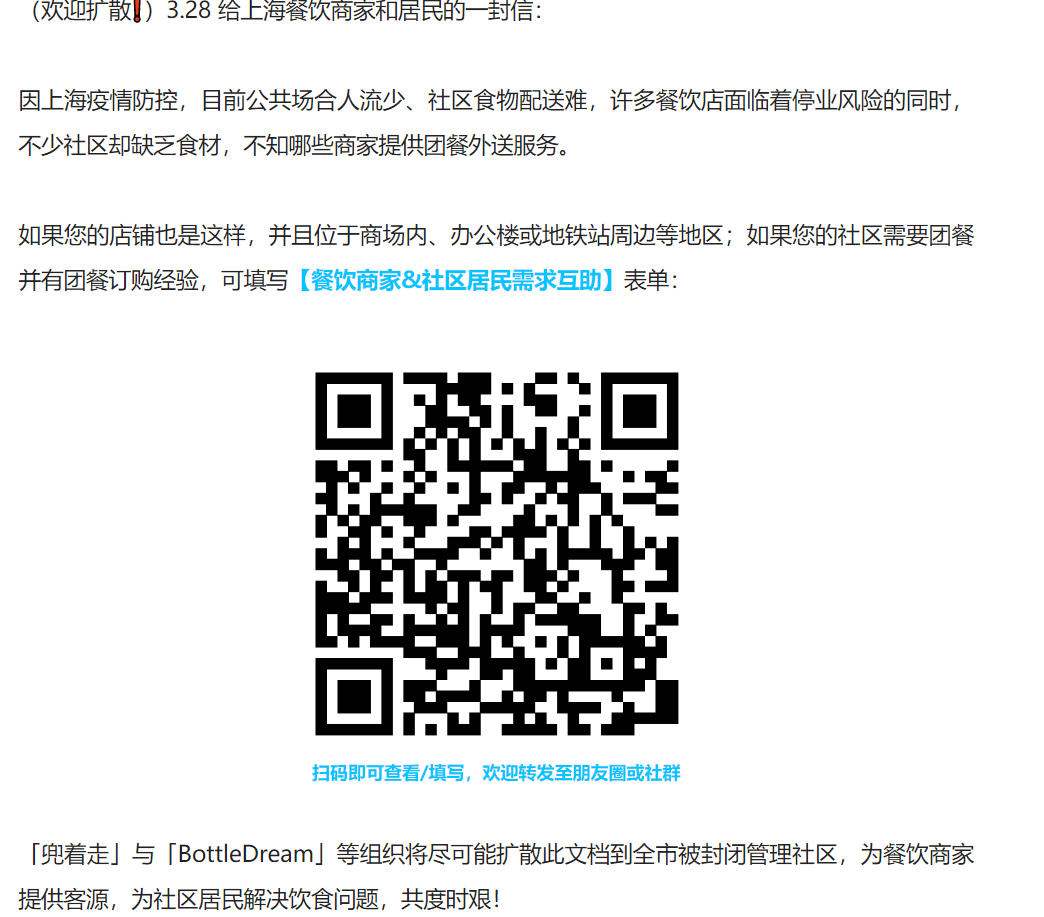 （欢迎扩散❗）3.28 给上海餐饮商家和居民的一封信：
因上海疫情防控，目前公共场合人流少、社区食物配送难，许多餐饮店面临着停业风险的同时，
不少社区却缺乏食材，不知哪些商家提供团餐外送服务。
如果您的店铺也是这样，并且位于商场内、办公楼或地铁站周边等地区；如果您的社区需要团餐
并有团餐订购经验，可填写【餐饮商家&社区居民需求互助】表单：
扫码即可查看/填写，欢迎转发至朋友圈或社群
「兜着走」与「BottleDream」等组织将尽可能扩散此文档到全市被封闭管理社区，为餐饮商家
提供客源，为社区居民解决饮食问题，共度时艰！